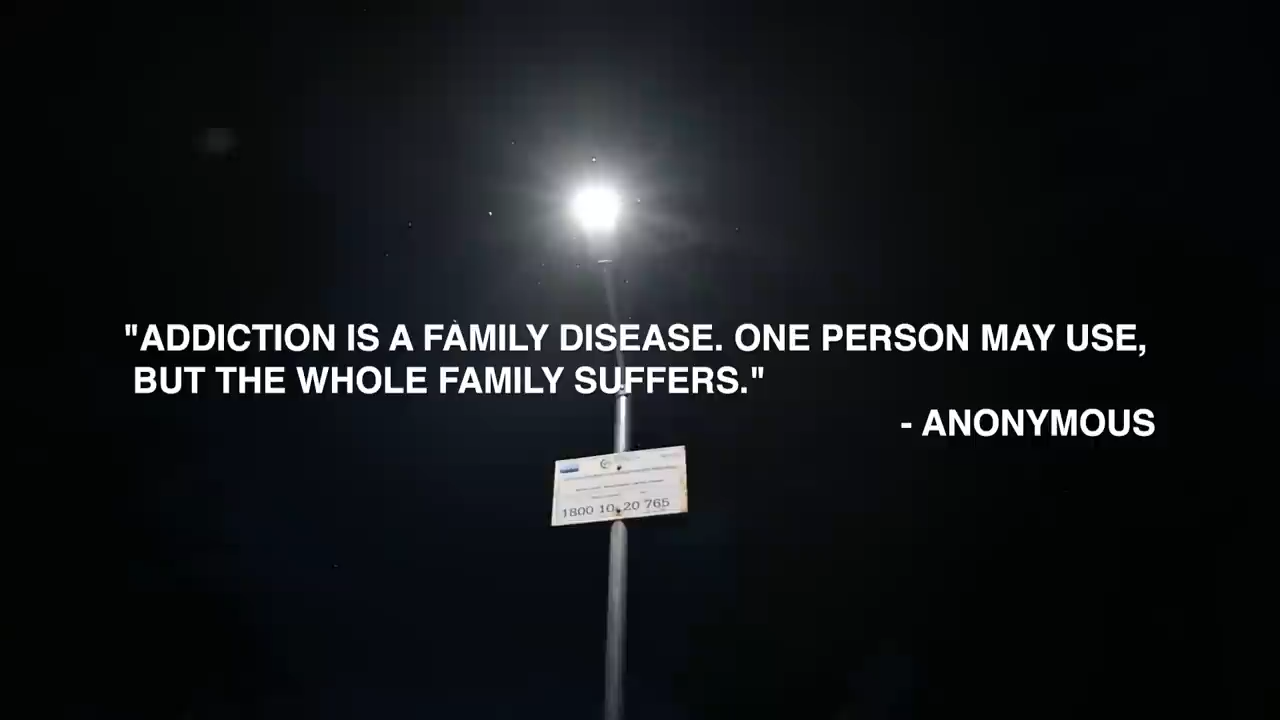 "ADDICTION IS A FAMILY DISEASE. ONE PERSON MAY USE,
BUT THE WHOLE FAMILY SUFFERS."
- ANONYMOUS
1800 10 20 765